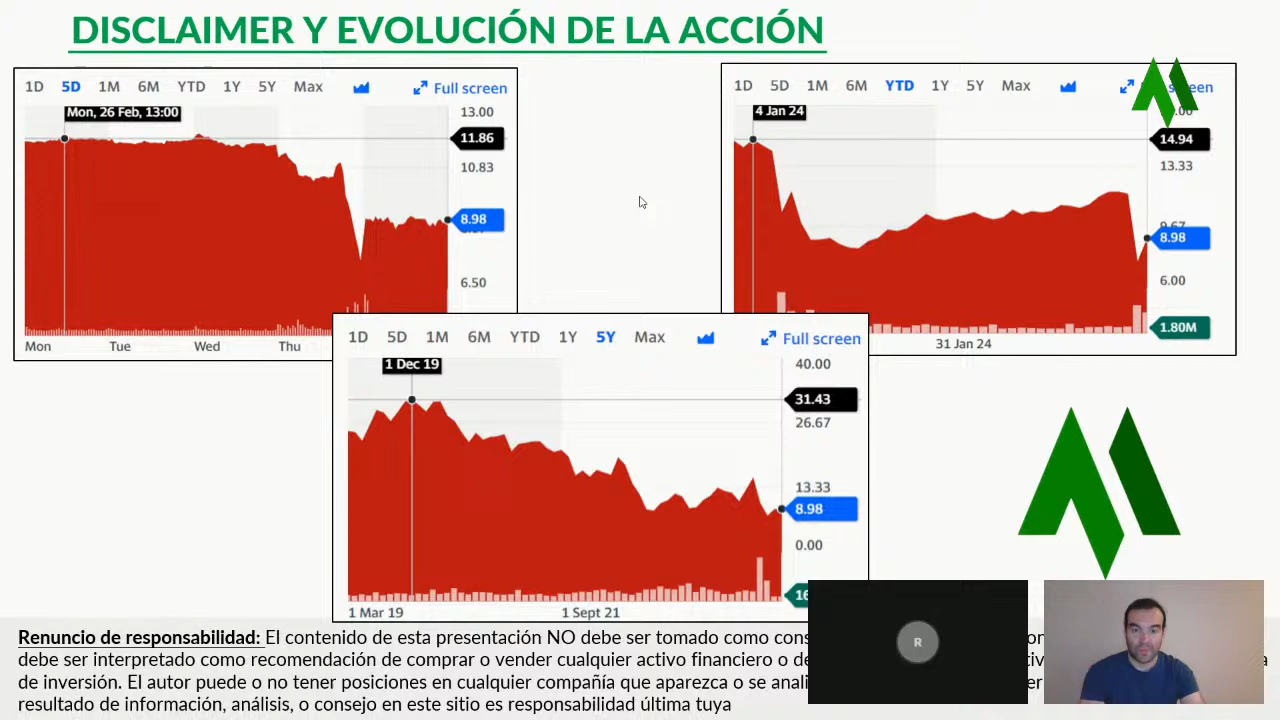 DISCLAIMER Y EVOLUCIÓN DE LA ACCIÓN
1D 5D 1M 6M YTD 1Y 5Y Max Full screen
Mon, 26 Feb, 13:00
13.00
11.86
10.83
8.98
6.50
Mon Tue Wed Thu
1D 5D 1M 6M YTD 1Y 5Y Max
4 Jan 24
14.94
13.33
8.98
6.00
1.80M
31 Jan 24
1D 5D 1M 6M YTD 1Y 5Y Max Full screen
1 Dec 19
40.00
31.43
26.67
13.33
8.98
0.00
16
1 Mar 19 1 Sept 21
R
Renuncio de responsabilidad: El contenido de esta presentación NO debe ser tomado como
debe ser interpretado como recomendación de comprar o vender cualquier activo financiero o
de inversión. El autor puede o no tener posiciones en cualquier compañía que aparezca o se
resultado de información, análisis, o consejo en este sitio es responsabilidad última tuya